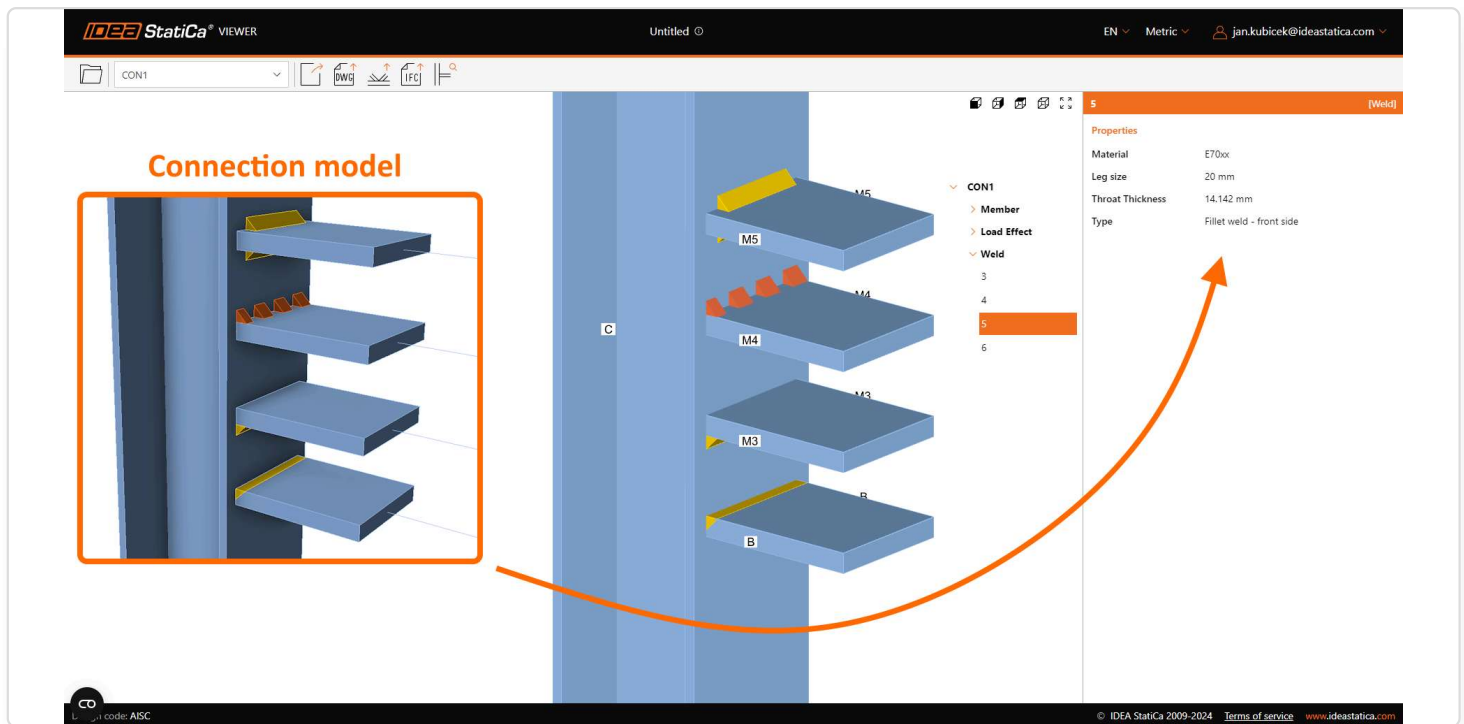 IDEA StatiCa® VIEWER
Untitled
EN
Metric
jan.kubicek@ideastatica.com
CON1
DWG
IFC
Connection model
C
M5
M5
M4
M4
M3
M3
B
B
CON1
Member
Load Effect
Weld
3
4
5
6
5 [Weld]
Properties
Material E70xx
Leg size 20 mm
Throat Thickness 14.142 mm
Type Fillet weld - front side
code: AISC
© IDEA StatiCa 2009-2024 Terms of service www.ideastatica.com